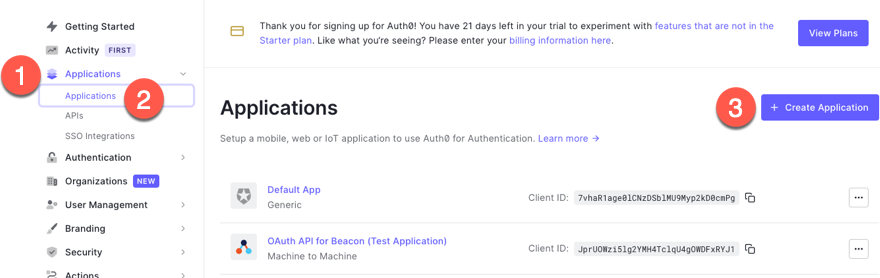 Getting Started
Activity FIRST
1 Applications
Applications 2
APIs
SSO Integrations
Authentication
Organizations NEW
User Management
Branding
Security
Actions
Thank you for signing up for Auth0! You have 21 days left in your trial to experiment with features that are not in the
Starter plan. Like what you're seeing? Please enter your billing information here.
View Plans
Applications
3 + Create Application
Setup a mobile, web or IoT application to use Auth0 for Authentication. Learn more →
Default App
Generic
Client ID: 7vhaR1age0lCNzDSblMU9Myp2kD0cmPg
...
OAuth API for Beacon (Test Application)
Machine to Machine
Client ID: JprUOWzi5lg2YMH4TclqU4gOWDFxRYJ1
...